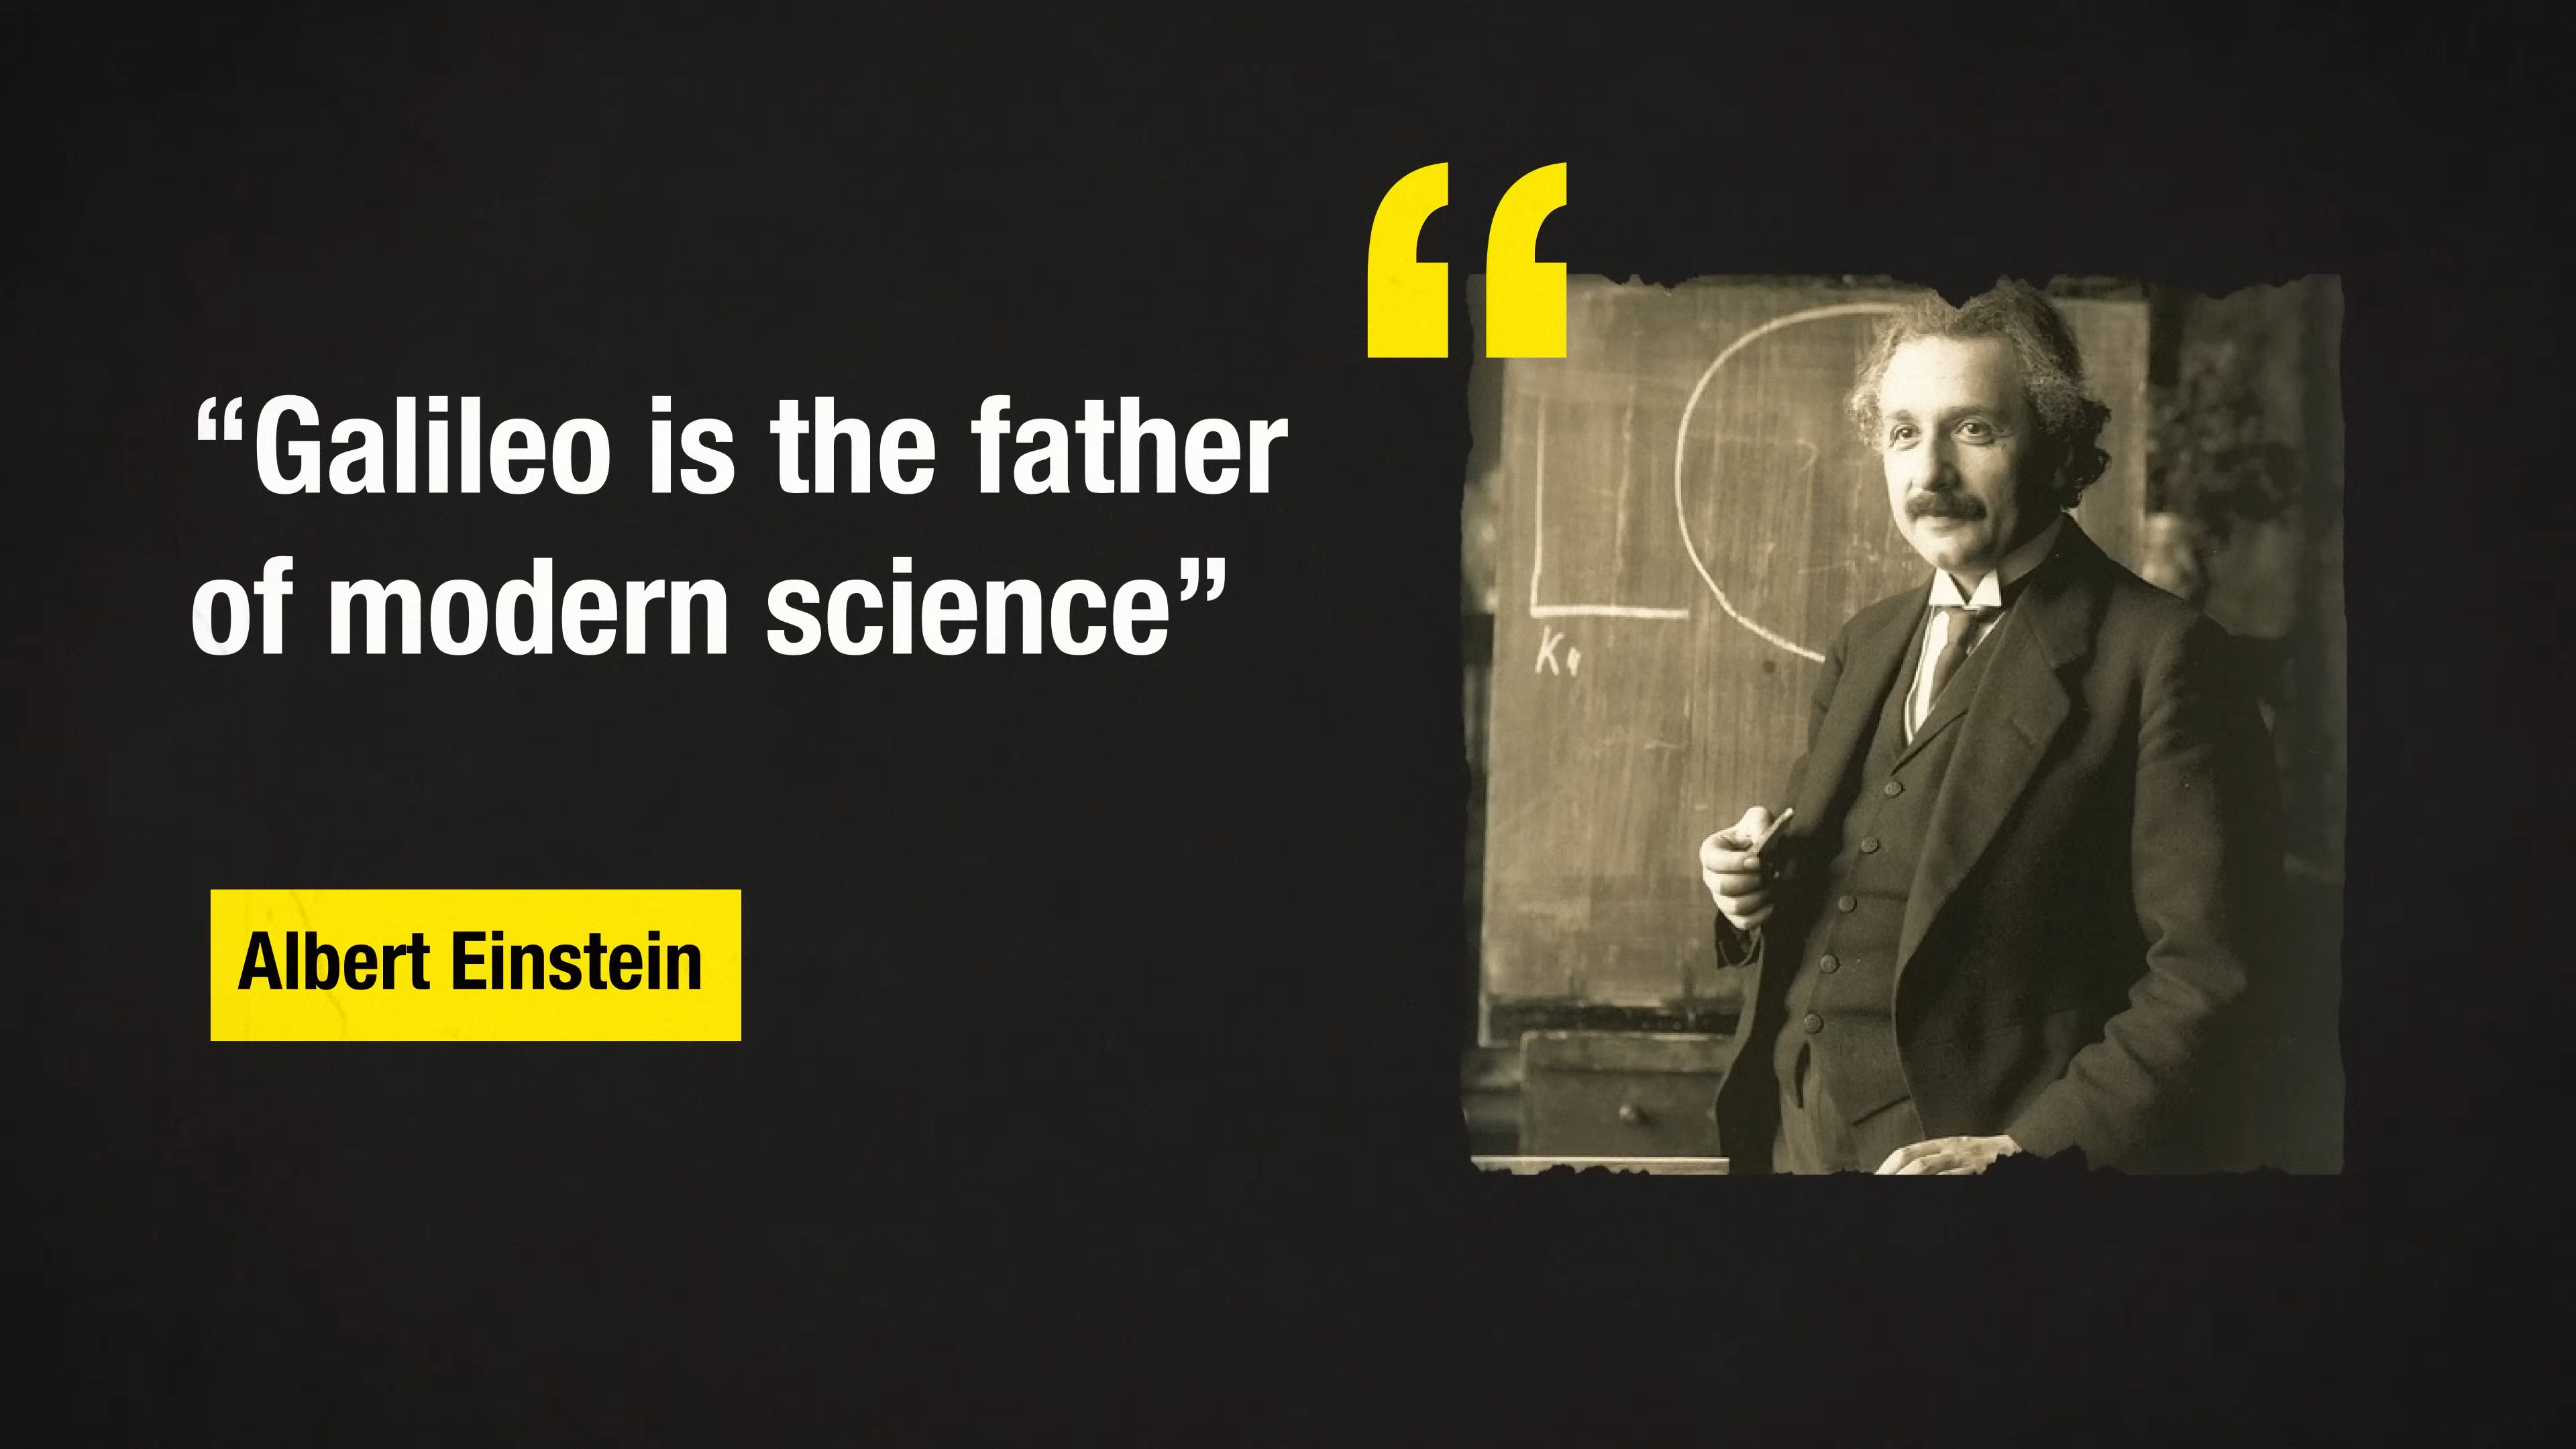 “Galileo is the father
of modern science”
Albert Einstein